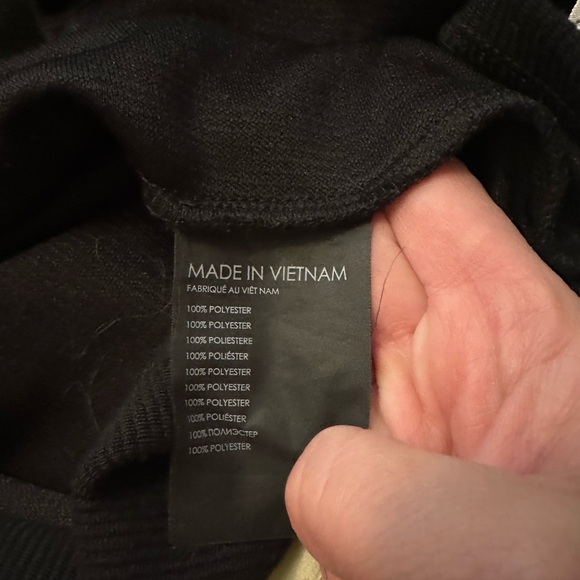 MADE IN VIETNAM
FABRIQUÉ AU VIÊT NAM
100% POLYESTER
100% POLYESTER
100% POLIESTERE
100% POLIÉSTER
100% POLYESTER
100% POLYESTER
100% POLYESTER
100% POLIÉSTER
100% ПОЛИЭСТЕР
100% POLYESTER